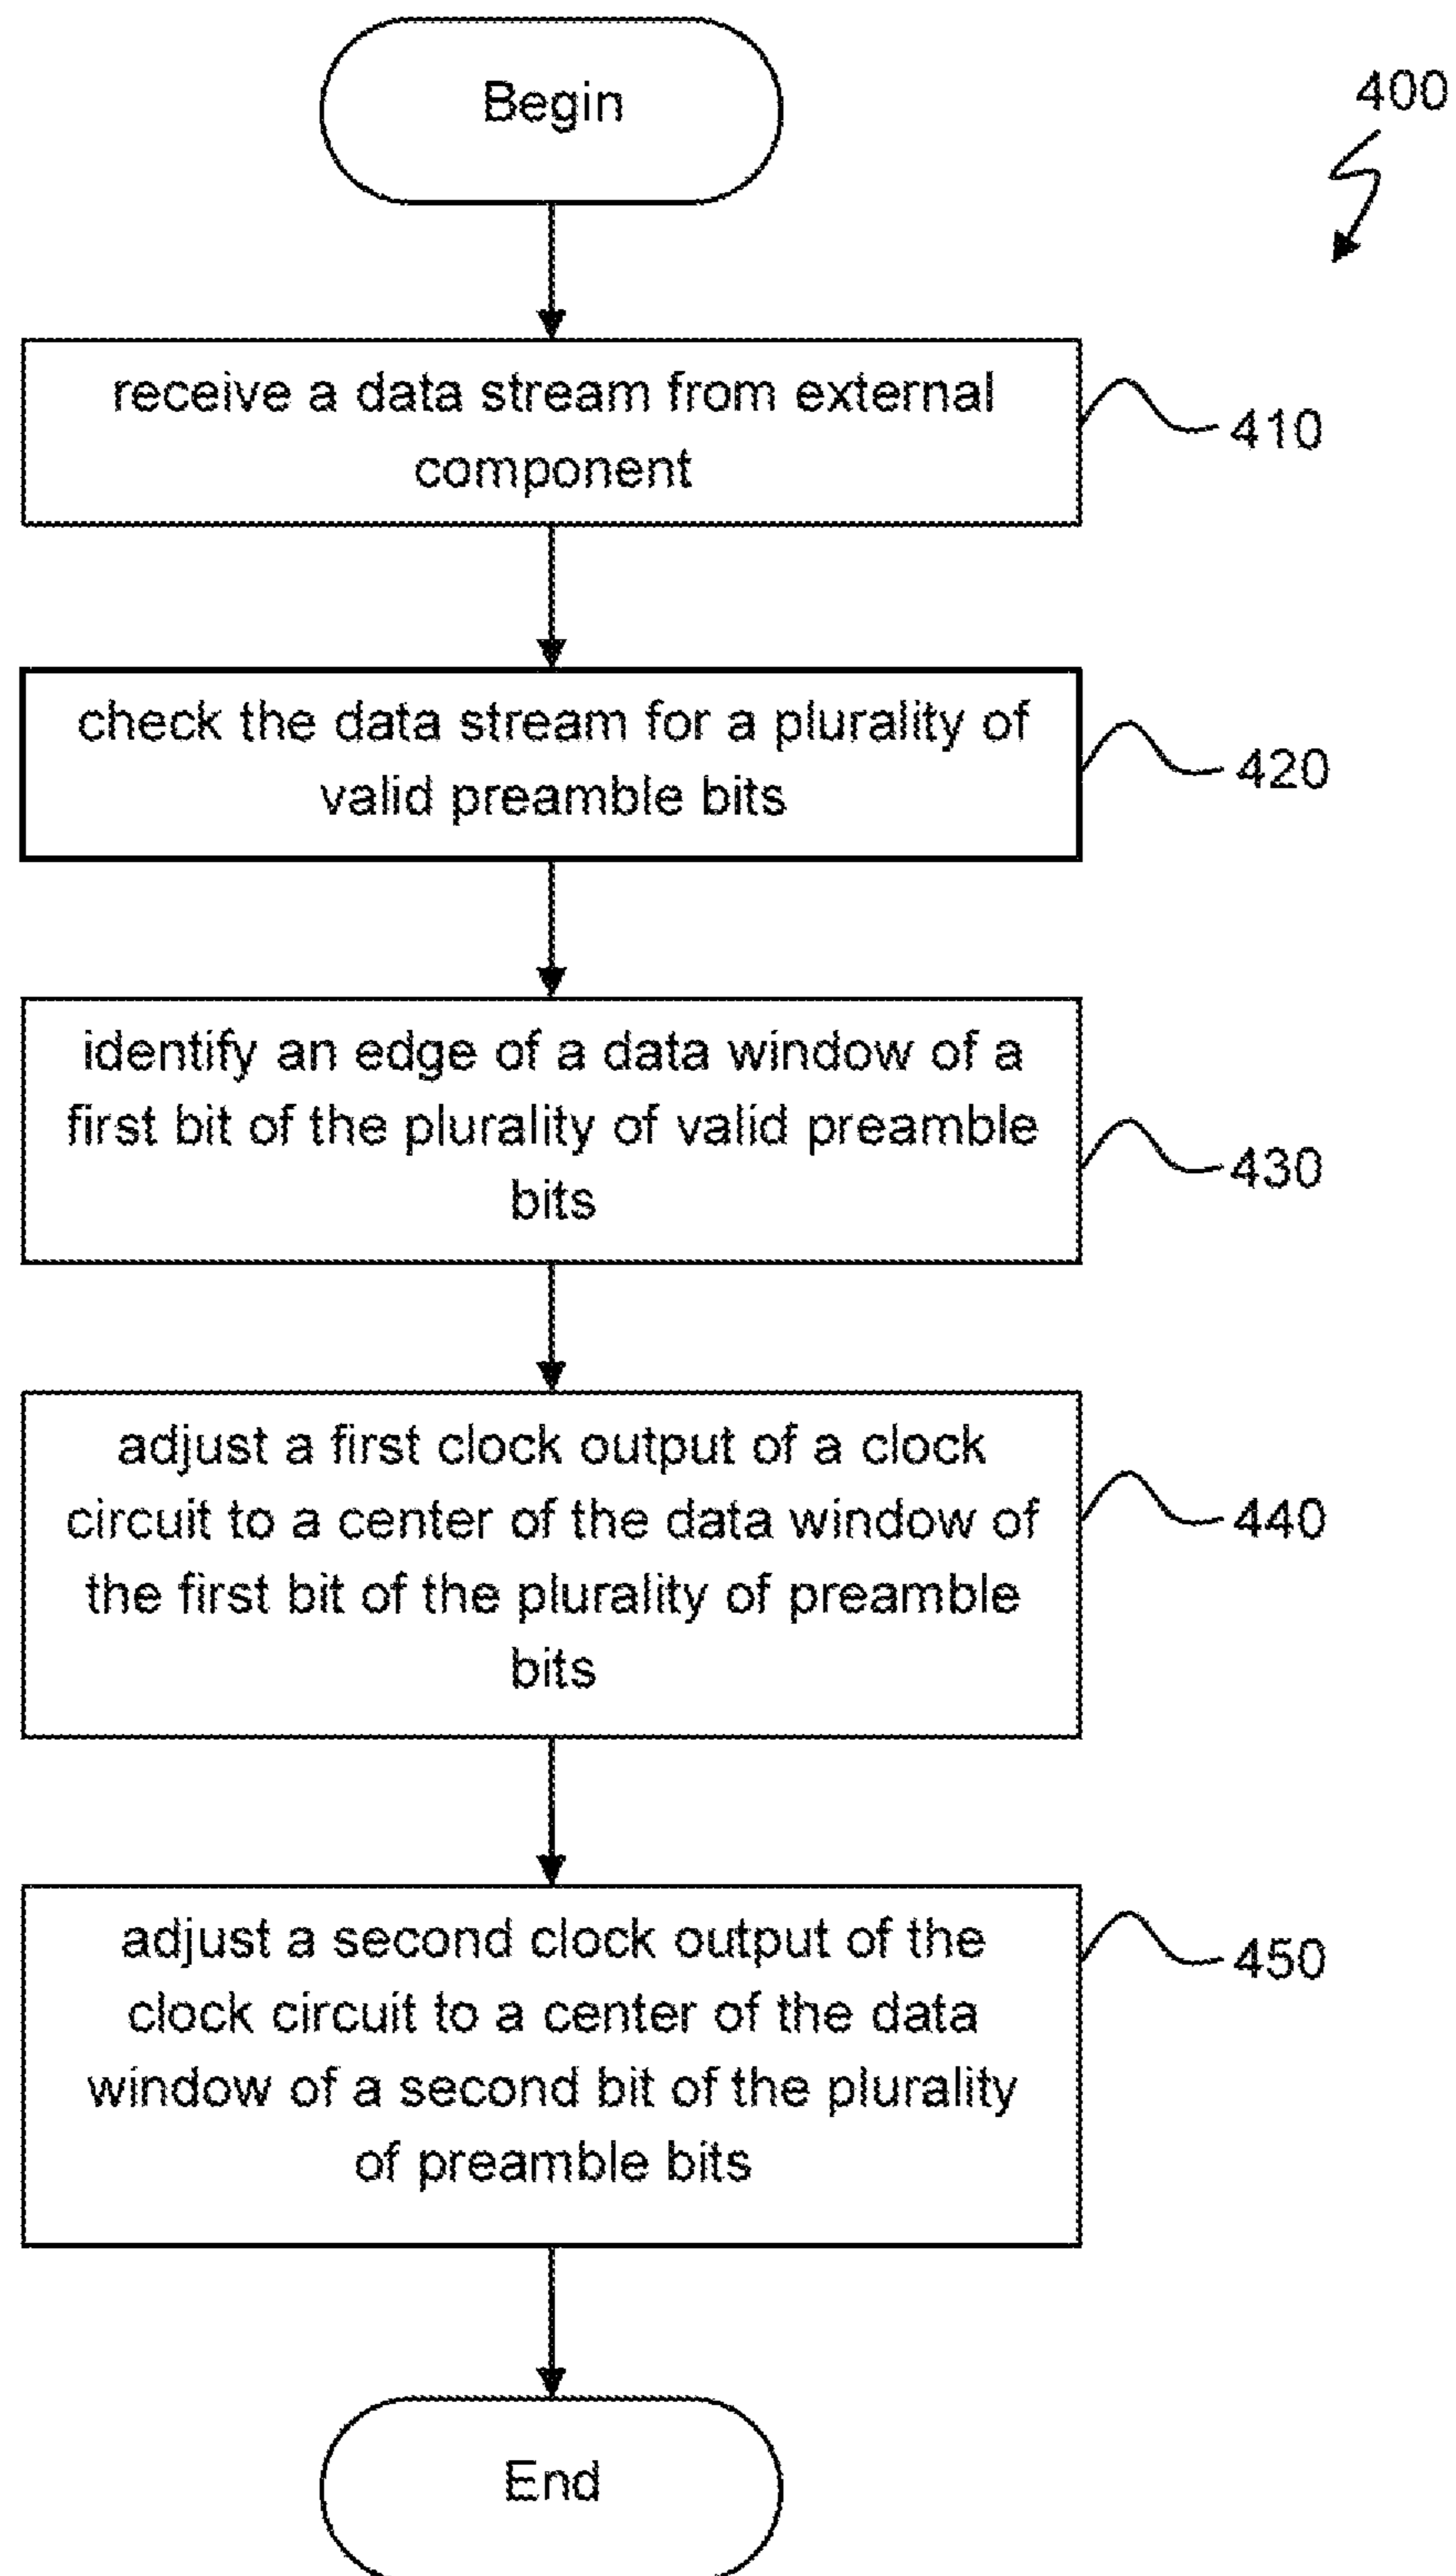 Begin
400
receive a data stream from external
component
410
check the data stream for a plurality of
valid preamble bits
420
identify an edge of a data window of a
first bit of the plurality of valid preamble
bits
430
adjust a first clock output of a clock
circuit to a center of the data window of
the first bit of the plurality of preamble
bits
440
adjust a second clock output of the
clock circuit to a center of the data
window of a second bit of the plurality
of preamble bits
450
End